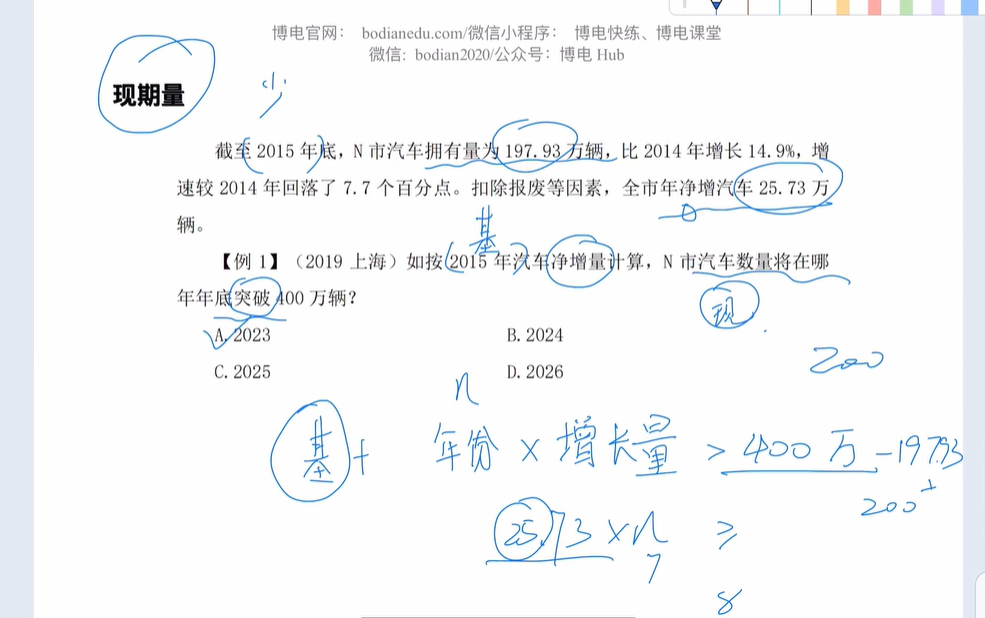 博电官网： bodianedu.com/微信小程序： 博电快练、博电课堂
微信：bodian2020/公众号：博电 Hub
现期量
少
截至 2015 年底，N 市汽车拥有量为 197.93 万辆，比 2014 年增长 14.9%，增
速较 2014 年回落了 7.7 个百分点。扣除报废等因素，全市年净增汽车 25.73 万
辆。
基
【例 1】（2019 上海）如按 2015 年汽车净增量计算，N 市汽车数量将在哪
年年底突破 400 万辆？
现
A. 2023
B. 2024
200
C. 2025
D. 2026
n
基 + 年份 × 增长量 > 400 万 -197.93
200+
25.73 × n ≥
7
8